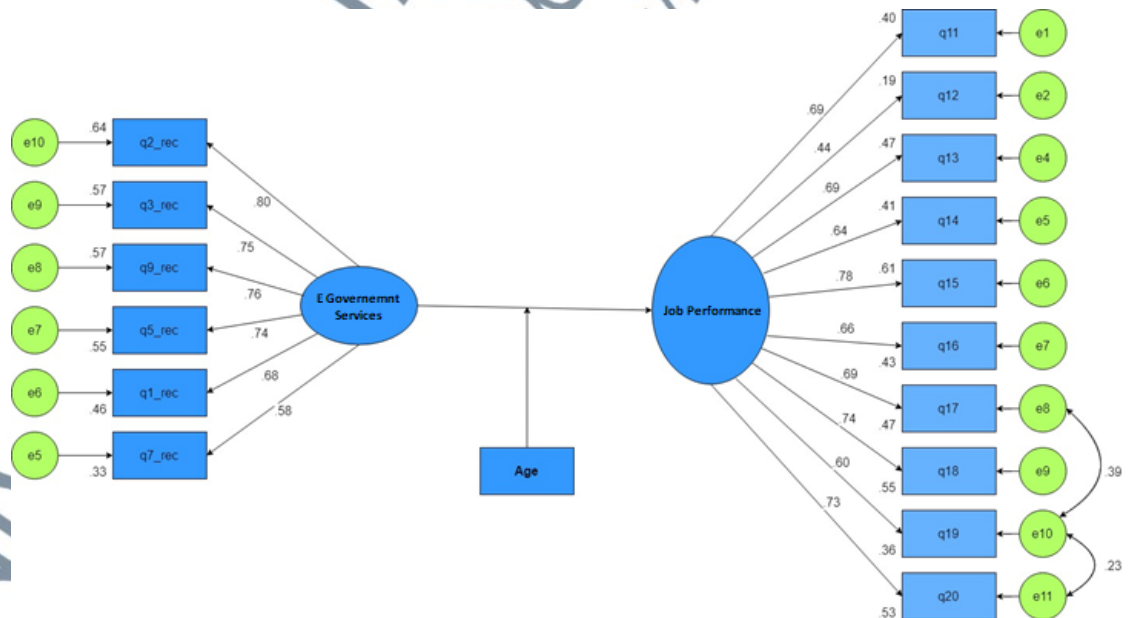 .40
q11
e1
.69
.19
q12
e2
.44
.47
q13
e4
.69
.41
q14
e5
.64
.61
q15
e6
.78
q16
e7
.66
.43
q17
e8
.69
.47
q18
e9
.74
.55
q19
e10
.60
.36
q20
e11
.73
.53
.39
.23
e10
.64
q2_rec
.80
e9
.57
q3_rec
.75
e8
.57
q9_rec
.76
e7
.55
q5_rec
.74
e6
.46
q1_rec
.68
e5
.33
q7_rec
.58
E Governemnt
Services
Job Performance
Age